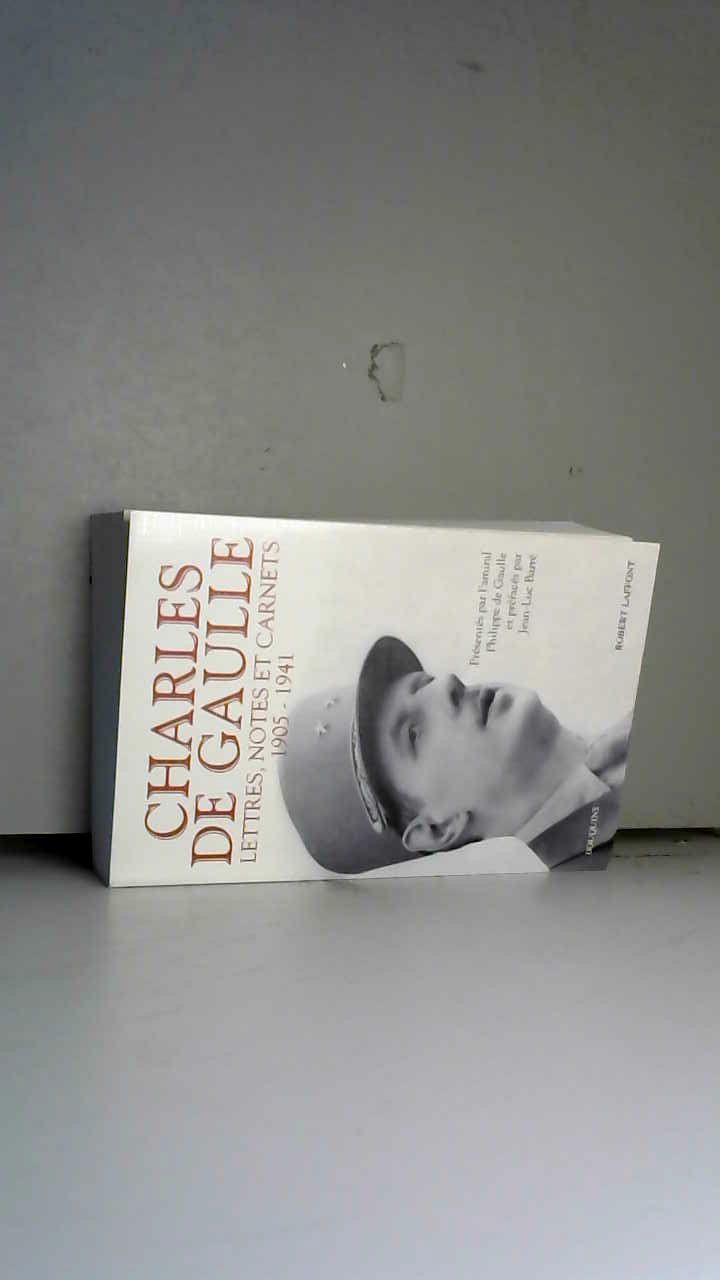 CHARLES
DE GAULLE
LETTRES, NOTES ET CARNETS
1905 - 1941
Présentés par l'amiral
Philippe de Gaulle
et préfacés par
Jean-Luc Barré
BOUQUINS
ROBERT LAFFONT